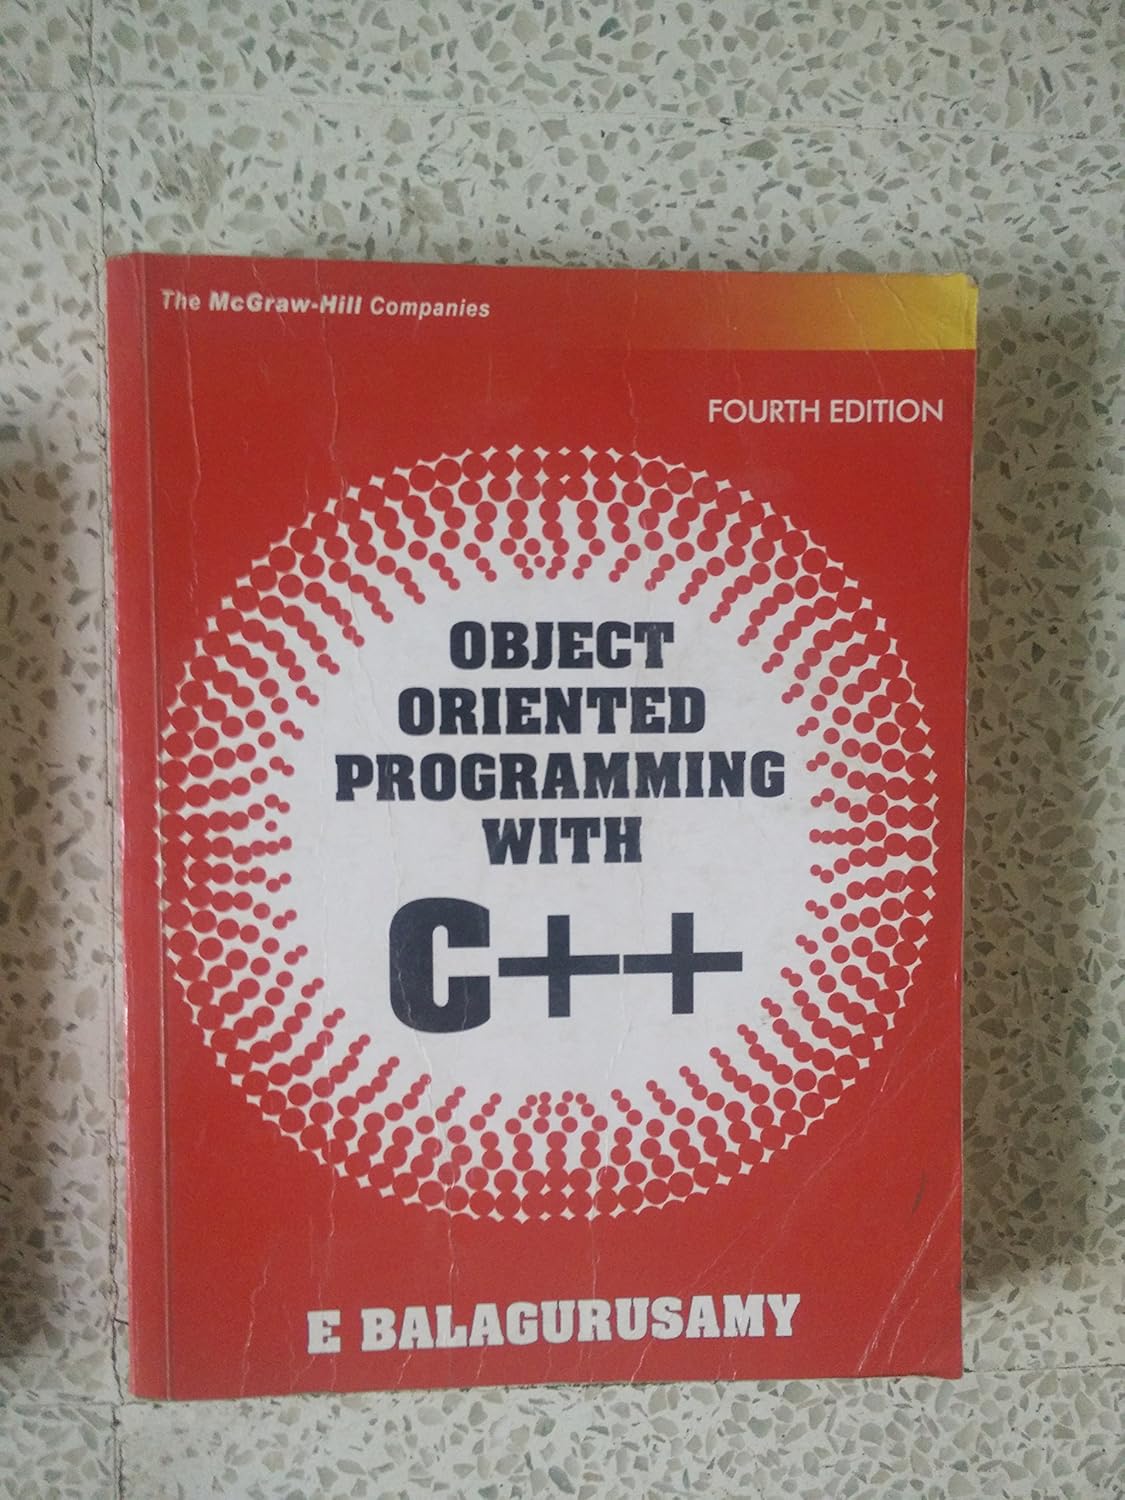 The McGraw-Hill Companies
FOURTH EDITION
OBJECT
ORIENTED
PROGRAMMING
WITH
C++
E BALAGURUSAMY